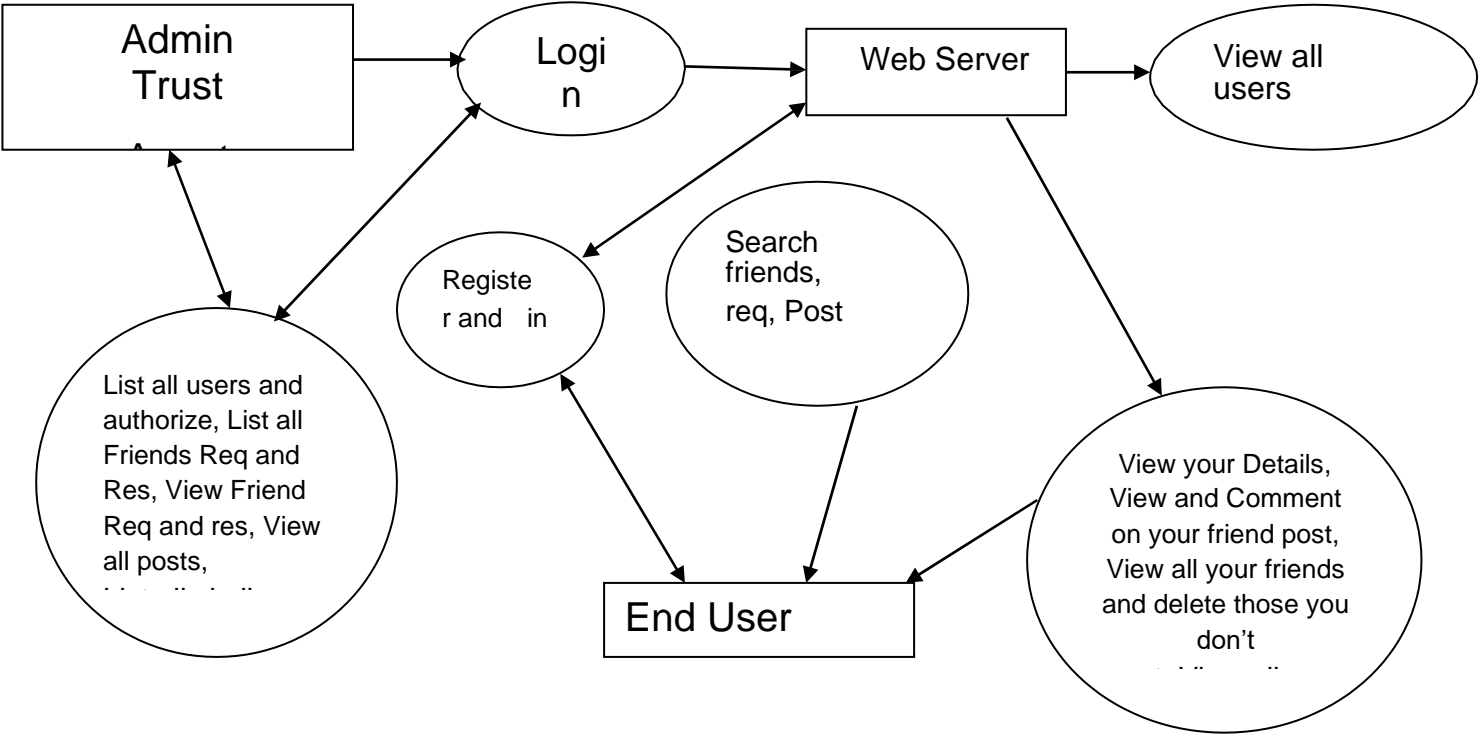 Admin
Trust
Logi
n
Web Server
View all
users
Registe
r and in
Search
friends,
req, Post
List all users and
authorize, List all
Friends Req and
Res, View Friend
Req and res, View
all posts,
View your Details,
View and Comment
on your friend post,
View all your friends
and delete those you
don’t
End User